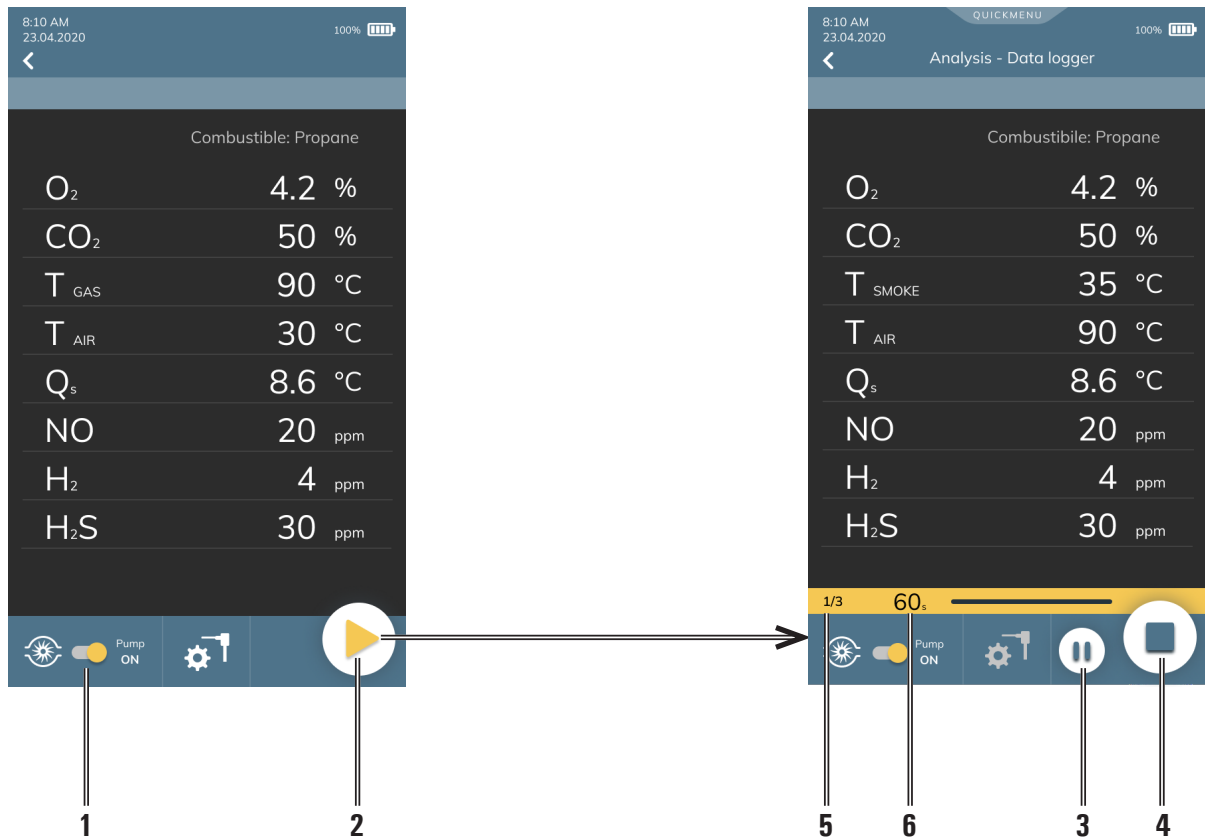 8:10 AM
23.04.2020
100%
Combustible: Propane
O₂ 4.2 %
CO₂ 50 %
T GAS 90 °C
T AIR 30 °C
Qs 8.6 °C
NO 20 ppm
H₂ 4 ppm
H₂S 30 ppm
Pump
ON
1 2
QUICKMENU
8:10 AM
23.04.2020
100%
Analysis - Data logger
Combustibile: Propane
O₂ 4.2 %
CO₂ 50 %
T SMOKE 35 °C
T AIR 90 °C
Qs 8.6 °C
NO 20 ppm
H₂ 4 ppm
H₂S 30 ppm
1/3 60s
Pump
ON
5 6 3 4